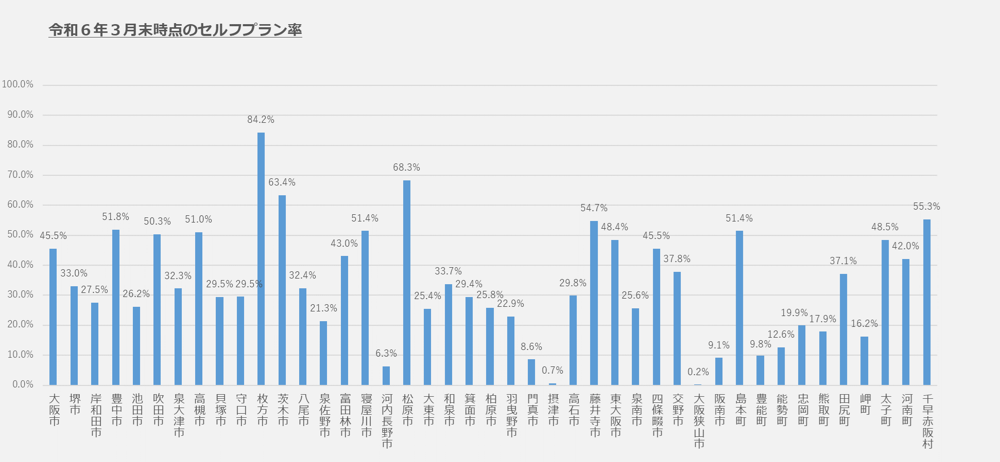 令和６年３月末時点のセルフプラン率
100.0%
90.0%
80.0%
70.0%
60.0%
50.0%
40.0%
30.0%
20.0%
10.0%
0.0%
45.5%
33.0%
27.5%
51.8%
26.2%
50.3%
32.3%
51.0%
29.5%
29.5%
84.2%
63.4%
32.4%
21.3%
43.0%
51.4%
6.3%
68.3%
25.4%
33.7%
29.4%
25.8%
22.9%
8.6%
0.7%
29.8%
54.7%
48.4%
25.6%
45.5%
37.8%
0.2%
9.1%
51.4%
9.8%
12.6%
19.9%
17.9%
37.1%
16.2%
48.5%
42.0%
55.3%
大阪市
堺市
岸和田市
豊中市
池田市
吹田市
泉大津市
高槻市
貝塚市
守口市
枚方市
茨木市
八尾市
泉佐野市
富田林市
寝屋川市
河内長野市
松原市
大東市
和泉市
箕面市
柏原市
羽曳野市
門真市
摂津市
高石市
藤井寺市
東大阪市
泉南市
四條畷市
交野市
大阪狭山市
阪南市
島本町
豊能町
能勢町
忠岡町
熊取町
田尻町
岬町
太子町
河南町
千早赤阪村